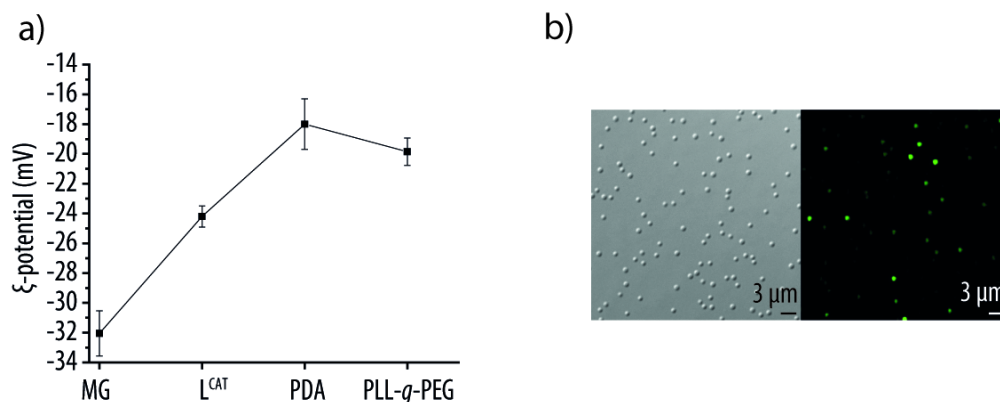 a)
b)
ξ-potential (mV)
-14
-16
-18
-20
-22
-24
-26
-28
-30
-32
-34
MG
L^CAT
PDA
PLL-g-PEG
3 µm
3 µm